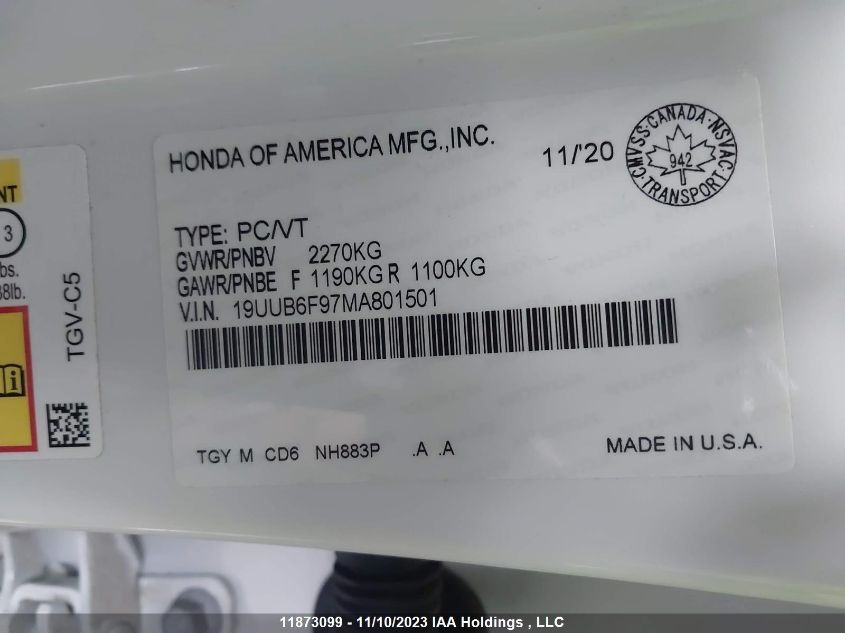 HONDA OF AMERICA MFG.,INC.
11/'20
CMVSS·CANADA·NSVAC·TRANSPORT·
942
TYPE: PC/VT
GVWR/PNBV 2270KG
GAWR/PNBE F 1190KG R 1100KG
V.I.N. 19UUB6F97MA801501
TGY M CD6 NH883P .A .A
MADE IN U.S.A.
NT
3
bs.
38lb.
TGV-C5
11873099 - 11/10/2023 IAA Holdings , LLC